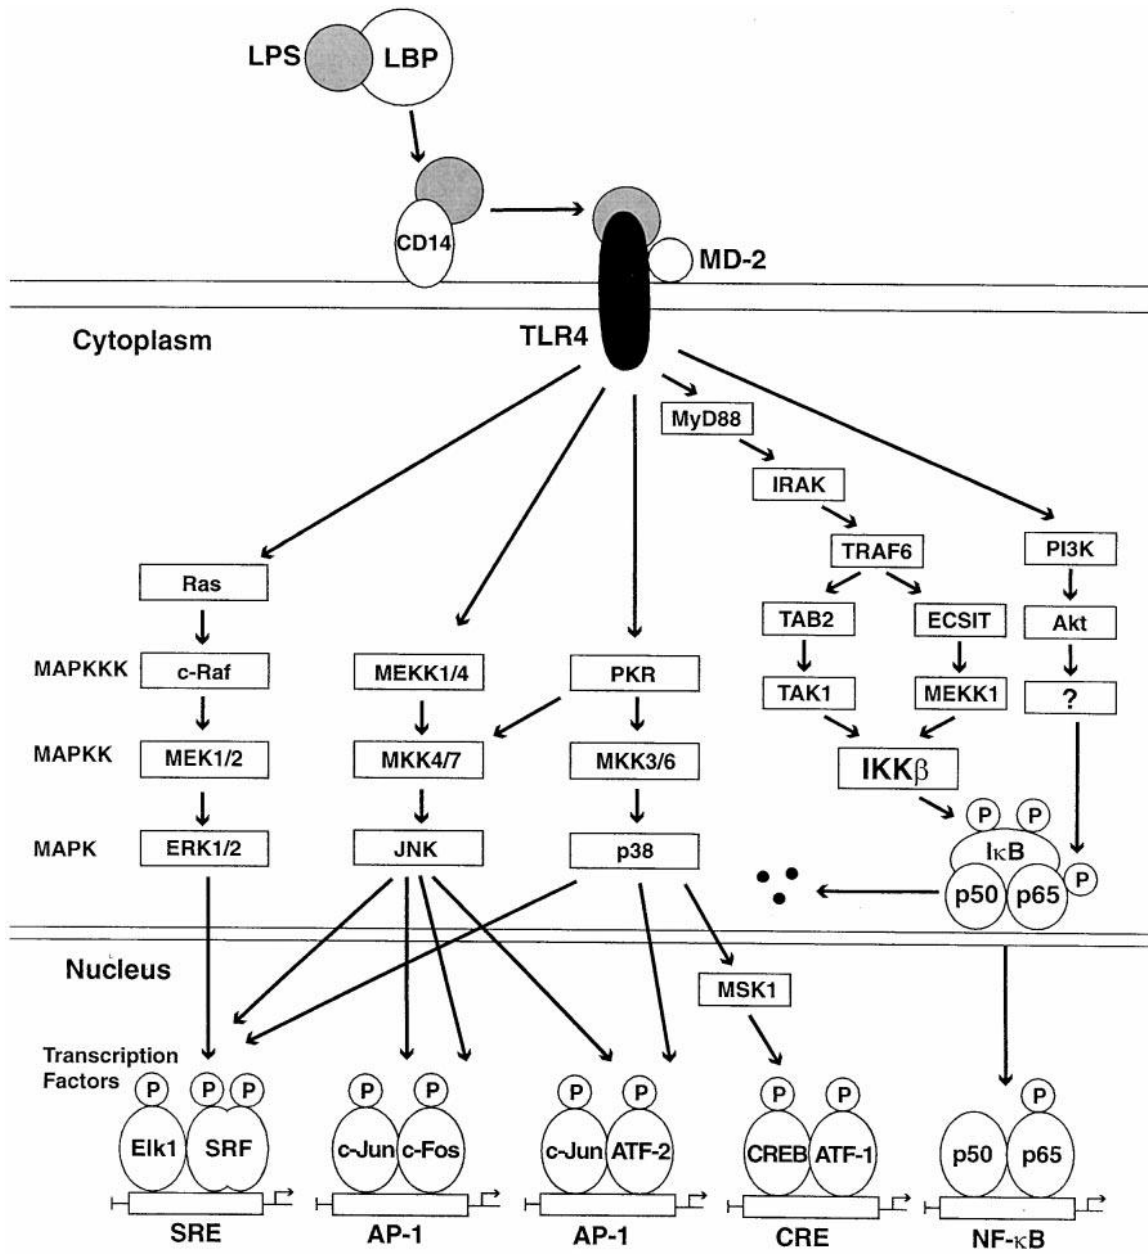 LPS
LBP
CD14
MD-2
TLR4
Cytoplasm
MyD88
IRAK
TRAF6
PI3K
Ras
TAB2
ECSIT
Akt
MAPKKK
c-Raf
MEKK1/4
PKR
TAK1
MEKK1
?
MAPKK
MEK1/2
MKK4/7
MKK3/6
IKKβ
P
P
MAPK
ERK1/2
JNK
p38
IκB
P
p50
p65
Nucleus
MSK1
Transcription
Factors
P
P
P
P
P
P
P
P
P
P
Elk1
SRF
c-Jun
c-Fos
c-Jun
ATF-2
CREB
ATF-1
p50
p65
SRE
AP-1
AP-1
CRE
NF-κB